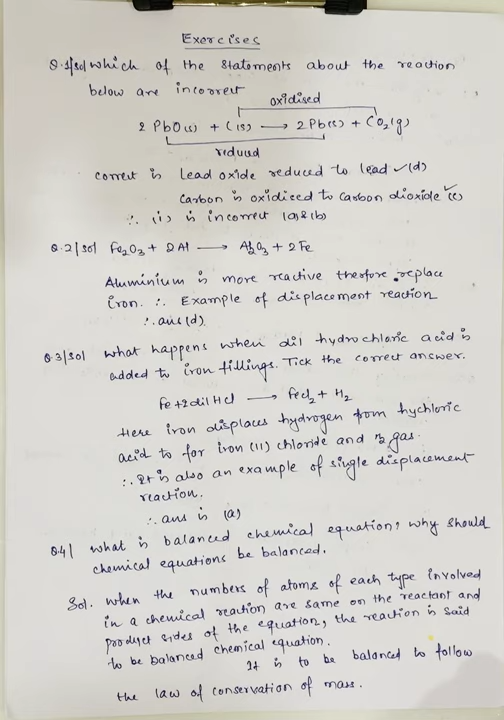 Exercises
Q.1/sol which of the statements about the reaction
below are incorrect
oxidised
2 PbO(s) + C(s) → 2Pb(s) + CO2(g)
reduced
correct is Lead oxide reduced to lead ✓(d)
Carbon is oxidised to Carbon dioxide ✓(c)
∴ (i) is incorrect (a)&(b)
Q.2/sol Fe2O3 + 2Al → Al2O3 + 2Fe
Aluminium is more reactive therfore replace
iron. ∴ Example of displacement reaction
∴ ans (d)
Q.3/sol what happens when dil hydrochloric acid is
added to iron fillings. Tick the correct answer.
Fe+2dil HCl → FeCl2 + H2
Here iron displaces hydrogen from hychloric
acid to for iron (11) chloride and H2 gas.
∴ It is also an example of single displacement
reaction.
∴ ans is (a)
Q4| what is balanced chemical equation? why should
chemical equations be balanced.
Sol. when the numbers of atoms of each type involved
in a chemical reaction are same on the reactant and
product sides of the equation, the reaction is said
to be balanced chemical equation.
It is to be balanced to follow
the law of conservation of mass.